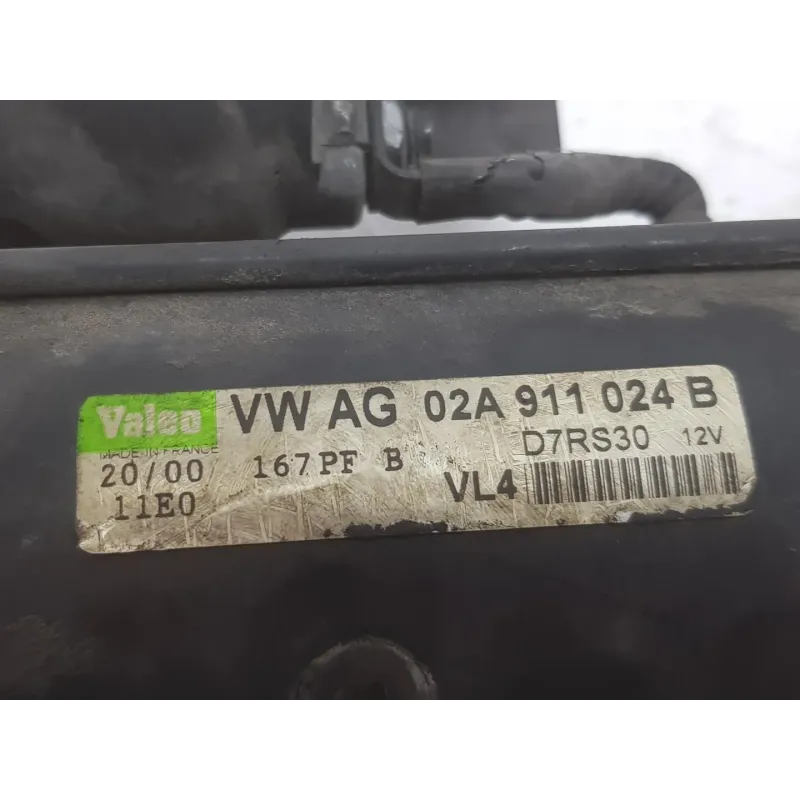 Valeo VW AG 02A 911 024 B
MADE IN FRANCE D7RS30 12V
20/00 167PF B VL4
11E0